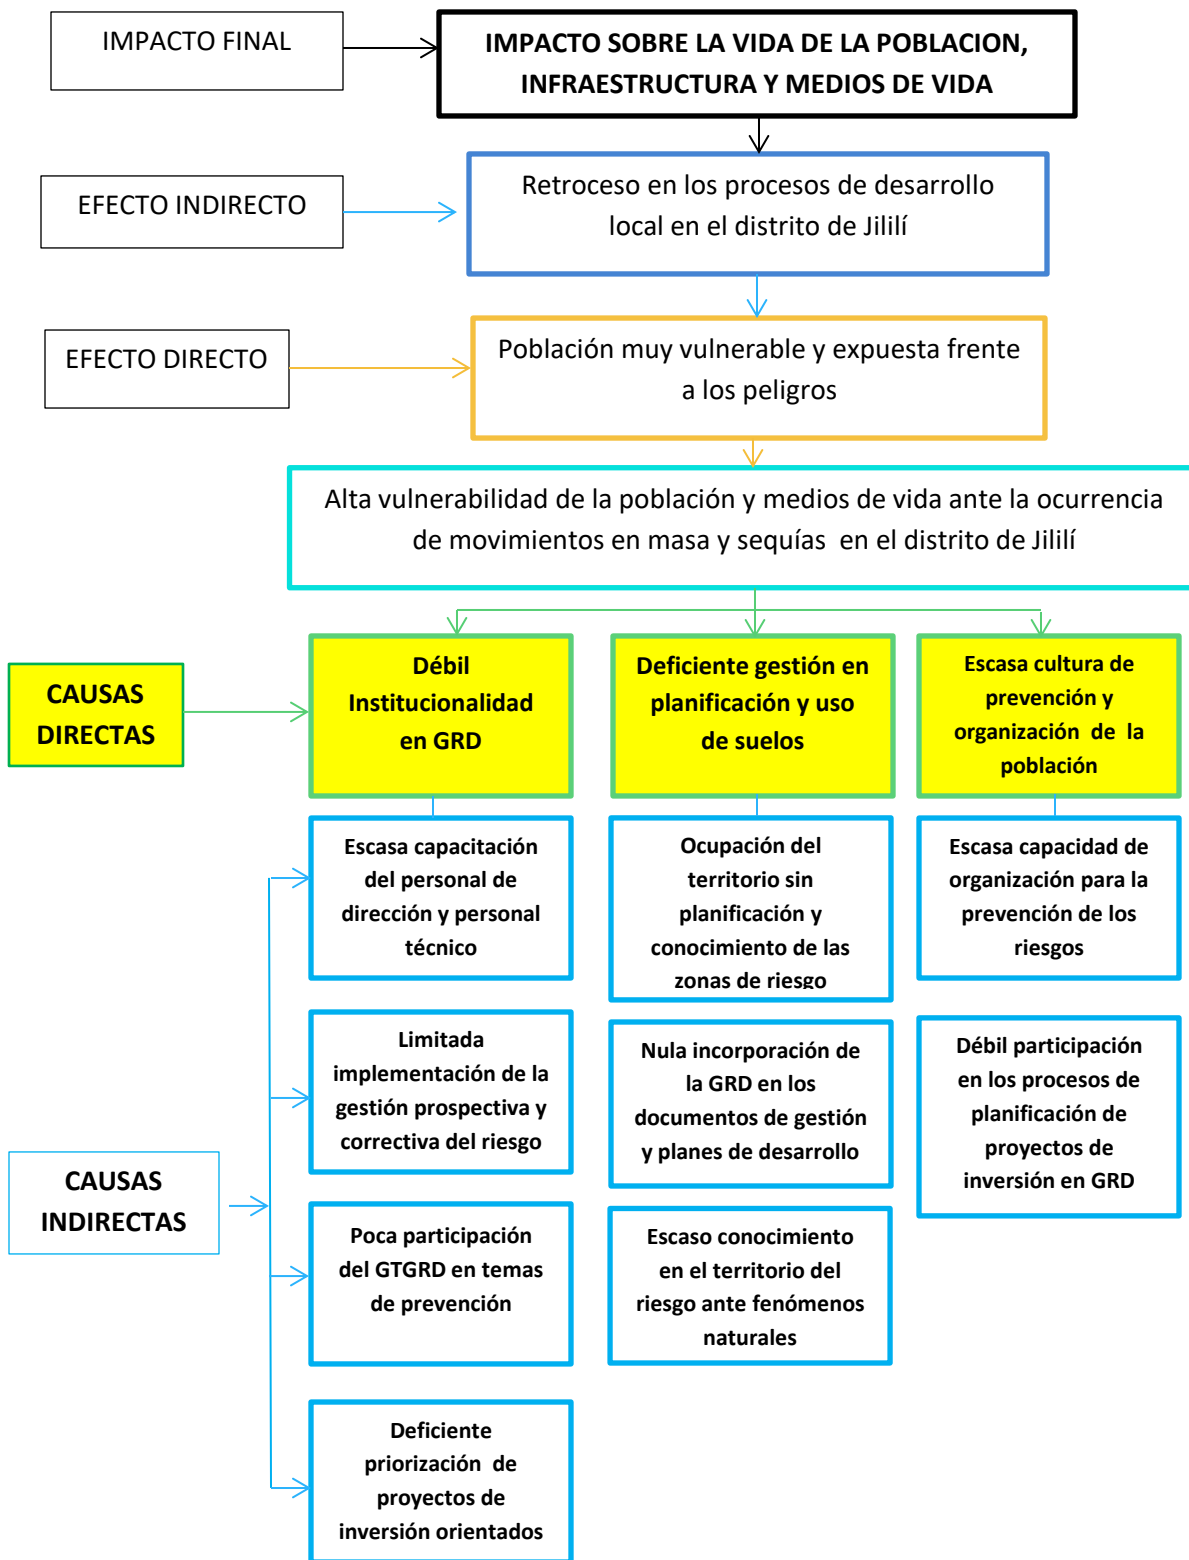 IMPACTO FINAL
IMPACTO SOBRE LA VIDA DE LA POBLACION,
INFRAESTRUCTURA Y MEDIOS DE VIDA
EFECTO INDIRECTO
Retroceso en los procesos de desarrollo
local en el distrito de Jililí
EFECTO DIRECTO
Población muy vulnerable y expuesta frente
a los peligros
Alta vulnerabilidad de la población y medios de vida ante la ocurrencia
de movimientos en masa y sequías en el distrito de Jililí
CAUSAS
DIRECTAS
Débil
Institucionalidad
en GRD
Deficiente gestión en
planificación y uso
de suelos
Escasa cultura de
prevención y
organización de la
población
CAUSAS
INDIRECTAS
Escasa capacitación
del personal de
dirección y personal
técnico
Limitada
implementación de la
gestión prospectiva y
correctiva del riesgo
Poca participación
del GTGRD en temas
de prevención
Deficiente
priorización de
proyectos de
inversión orientados
Ocupación del
territorio sin
planificación y
conocimiento de las
zonas de riesgo
Nula incorporación de
la GRD en los
documentos de gestión
y planes de desarrollo
Escaso conocimiento
en el territorio del
riesgo ante fenómenos
naturales
Escasa capacidad de
organización para la
prevención de los
riesgos
Débil participación
en los procesos de
planificación de
proyectos de
inversión en GRD